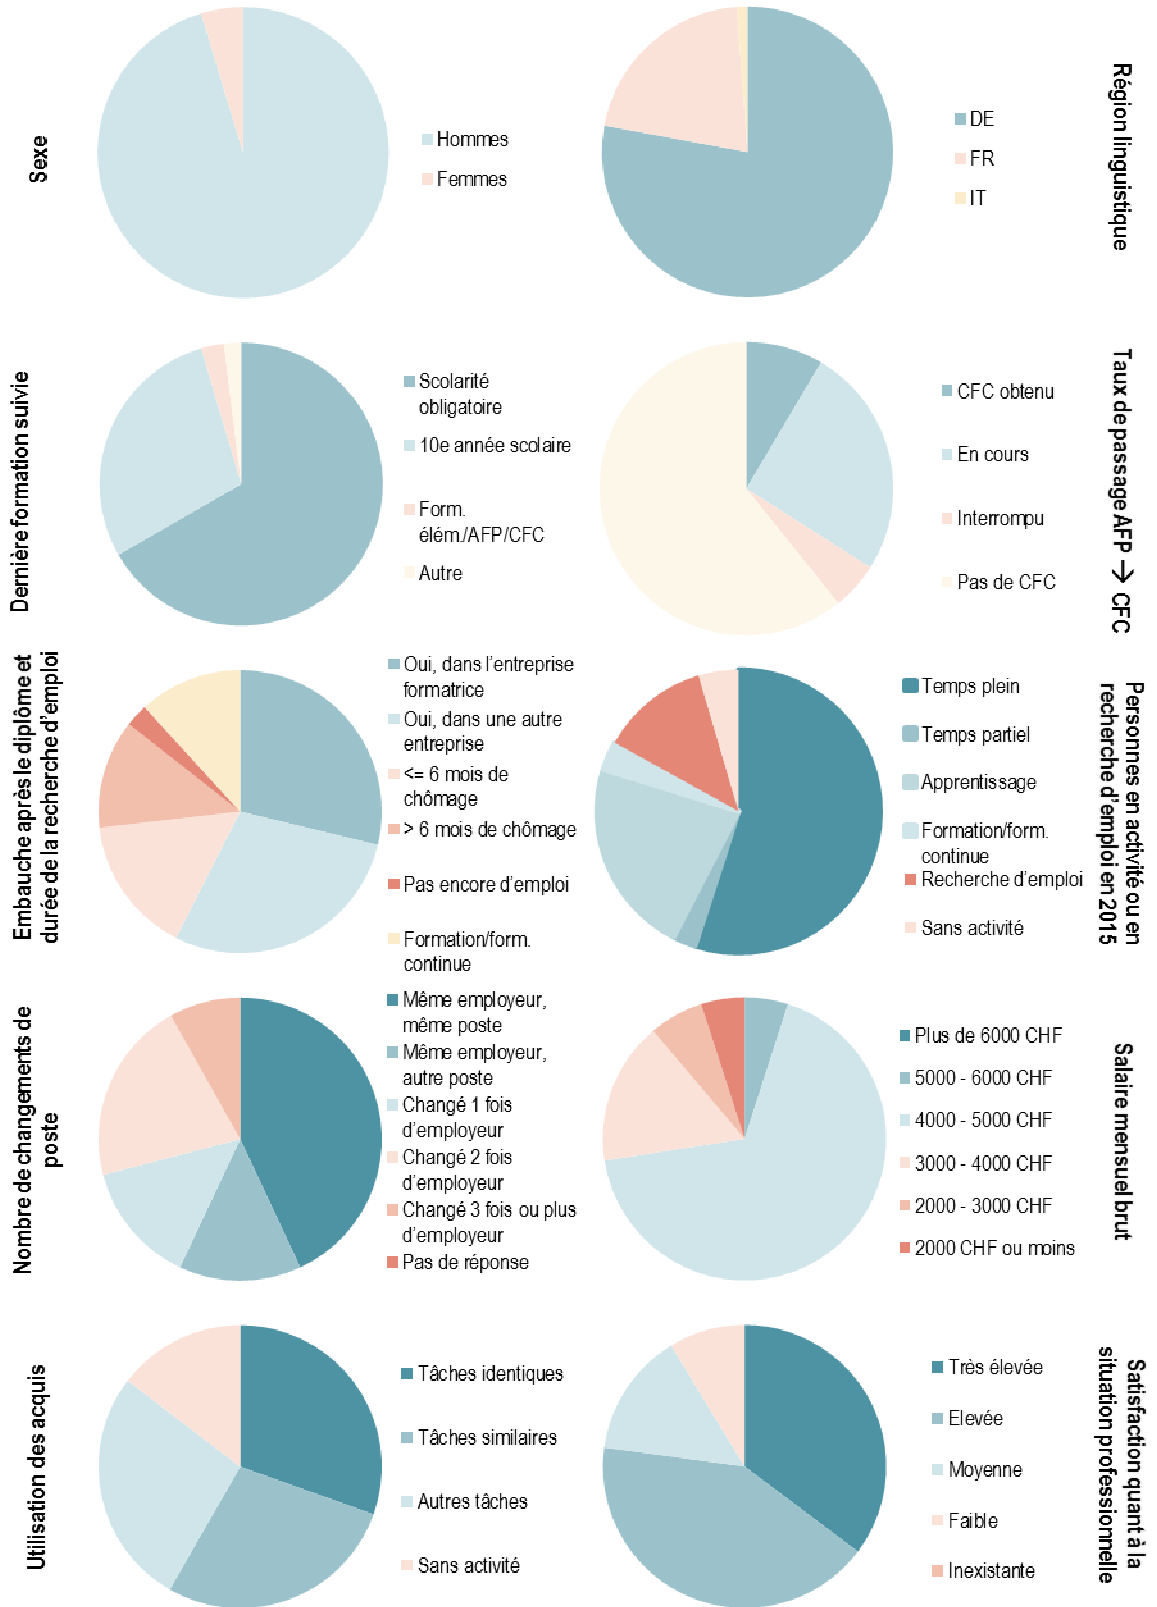 Sexe
Hommes
Femmes
DE
FR
IT
Région linguistique
Dernière formation suivie
Scolarité
obligatoire
10e année scolaire
Form.
élém./AFP/CFC
Autre
CFC obtenu
En cours
Interrompu
Pas de CFC
Taux de passage AFP → CFC
Embauche après le diplôme et
durée de la recherche d'emploi
Oui, dans l'entreprise
formatrice
Oui, dans une autre
entreprise
<= 6 mois de
chômage
> 6 mois de chômage
Pas encore d'emploi
Formation/form.
continue
Temps plein
Temps partiel
Apprentissage
Formation/form.
continue
Recherche d'emploi
Sans activité
Personnes en activité ou en
recherche d'emploi en 2015
Nombre de changements de
poste
Même employeur,
même poste
Même employeur,
autre poste
Changé 1 fois
d'employeur
Changé 2 fois
d'employeur
Changé 3 fois ou plus
d'employeur
Pas de réponse
Plus de 6000 CHF
5000 - 6000 CHF
4000 - 5000 CHF
3000 - 4000 CHF
2000 - 3000 CHF
2000 CHF ou moins
Salaire mensuel brut
Utilisation des acquis
Tâches identiques
Tâches similaires
Autres tâches
Sans activité
Très élevée
Elevée
Moyenne
Faible
Inexistante
Satisfaction quant à la
situation professionnelle